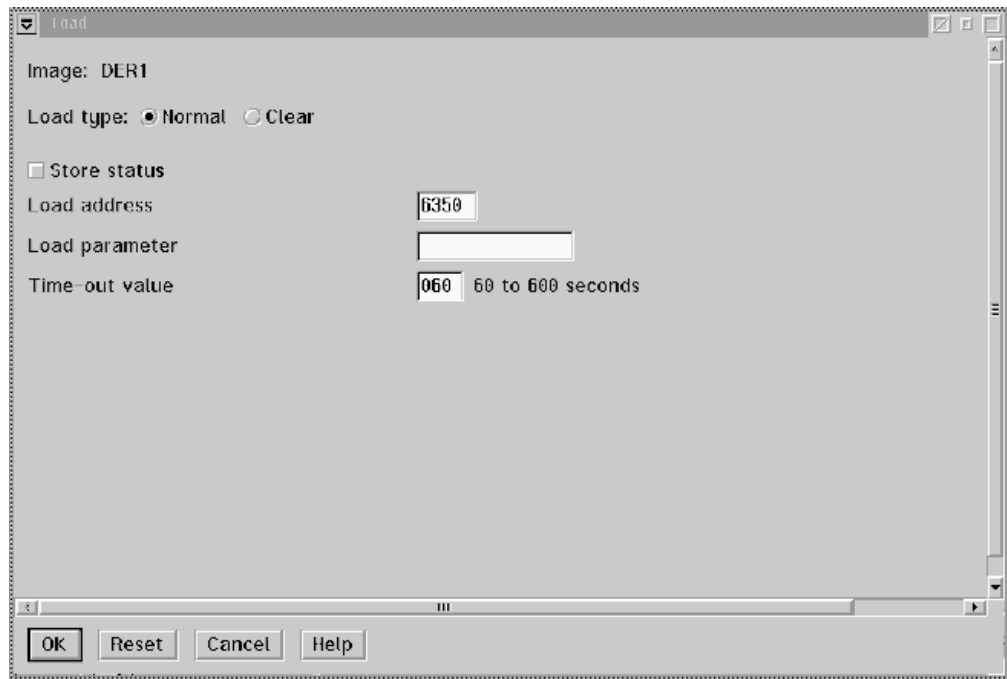 Load
Image: DER1
Load type: Normal Clear
Store status
Load address 6350
Load parameter
Time-out value 060 60 to 600 seconds
OK Reset Cancel Help